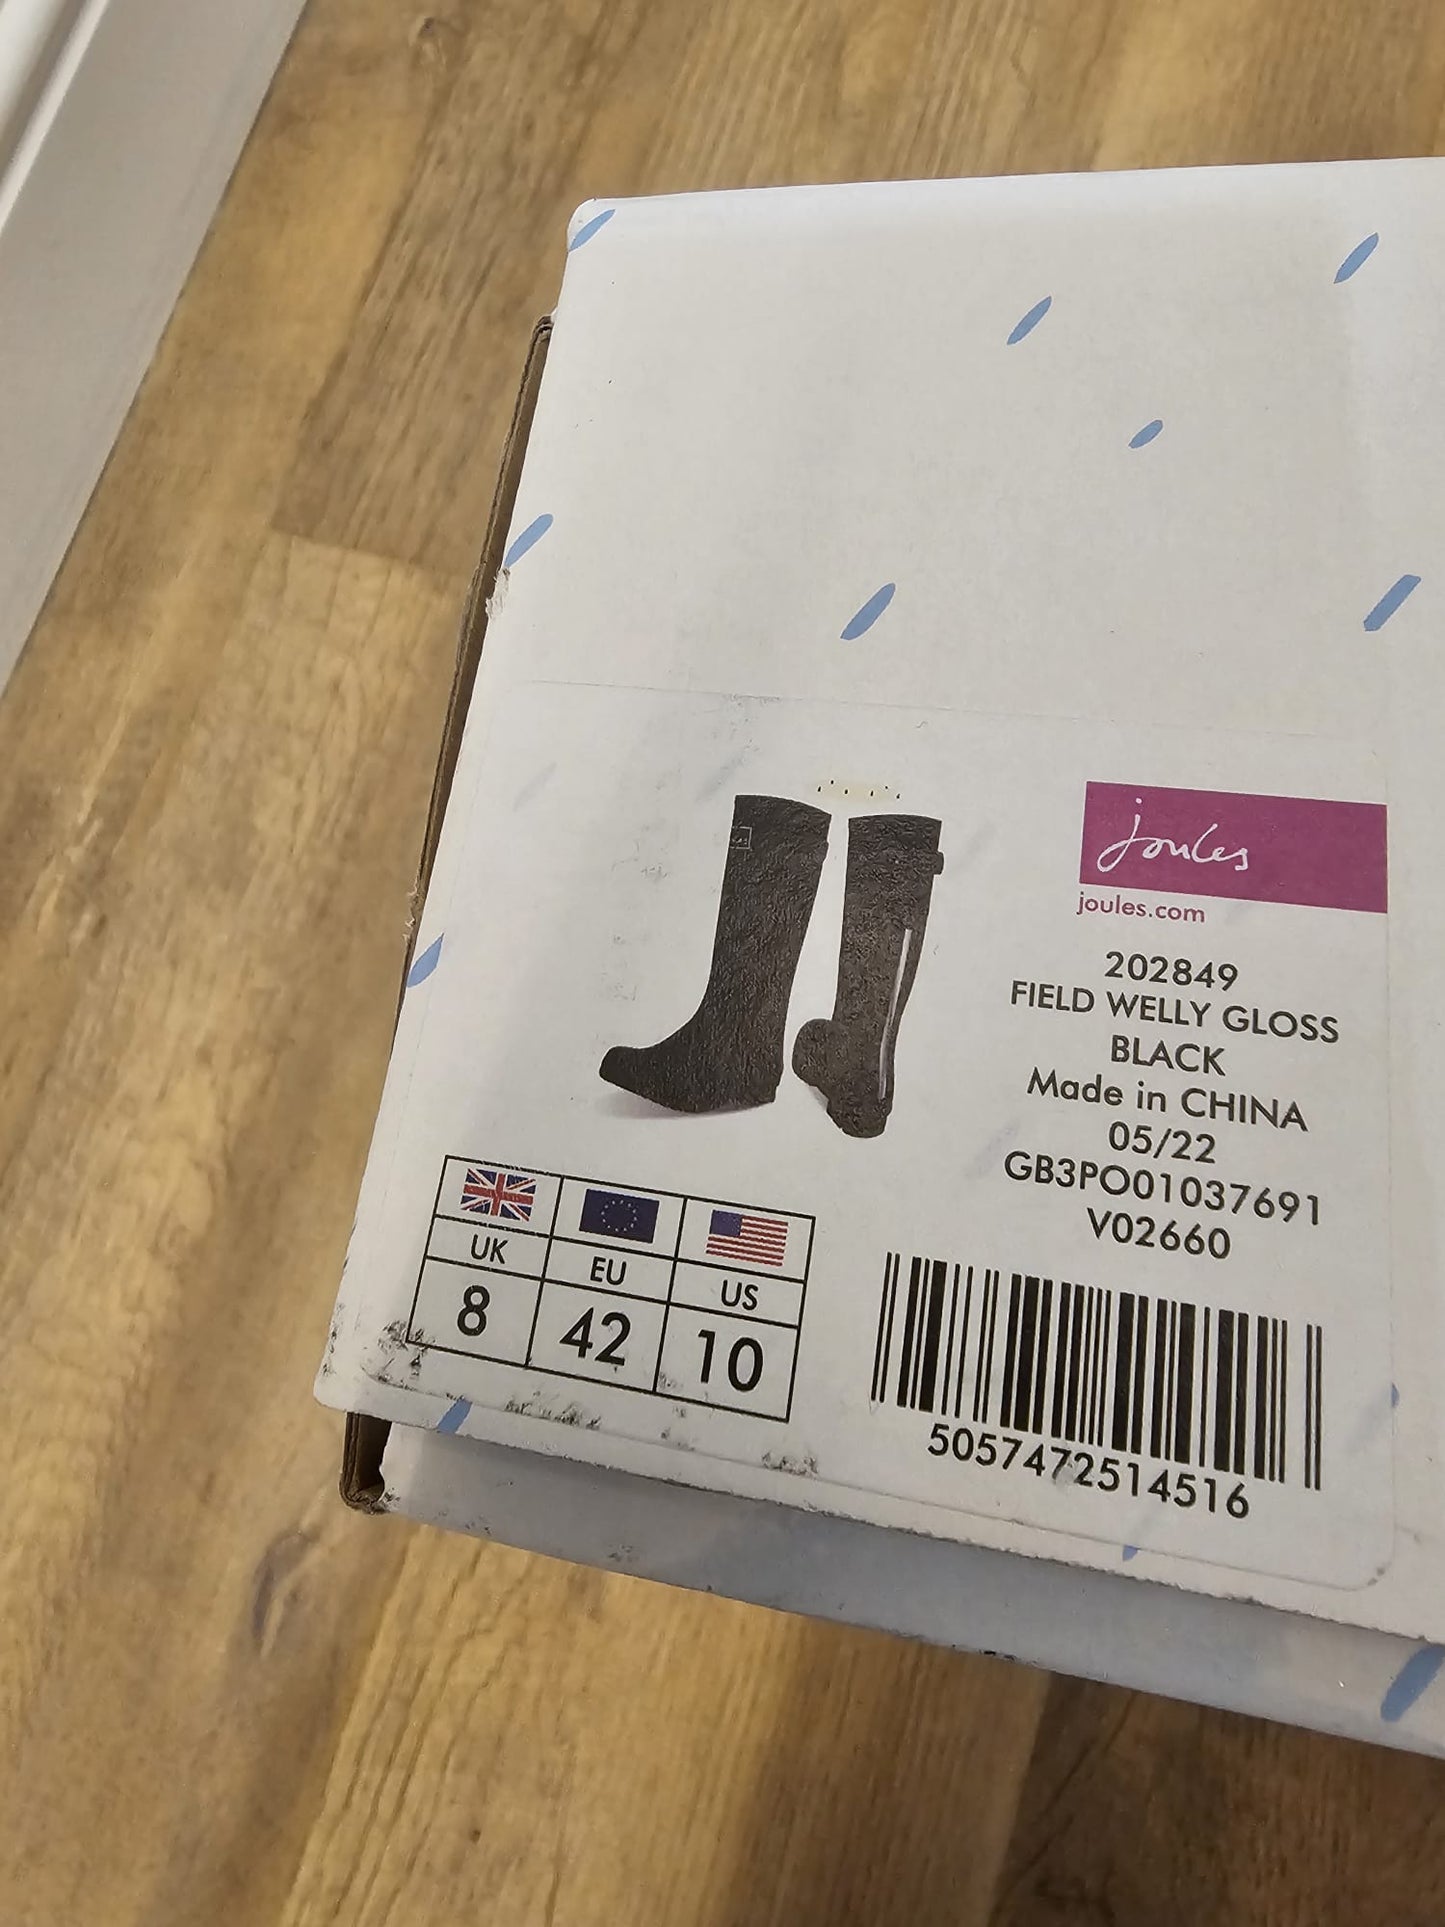 joules
joules.com
202849
FIELD WELLY GLOSS
BLACK
Made in CHINA
05/22
GB3PO01037691
V02660
UK EU US
8 42 10
5057472514516